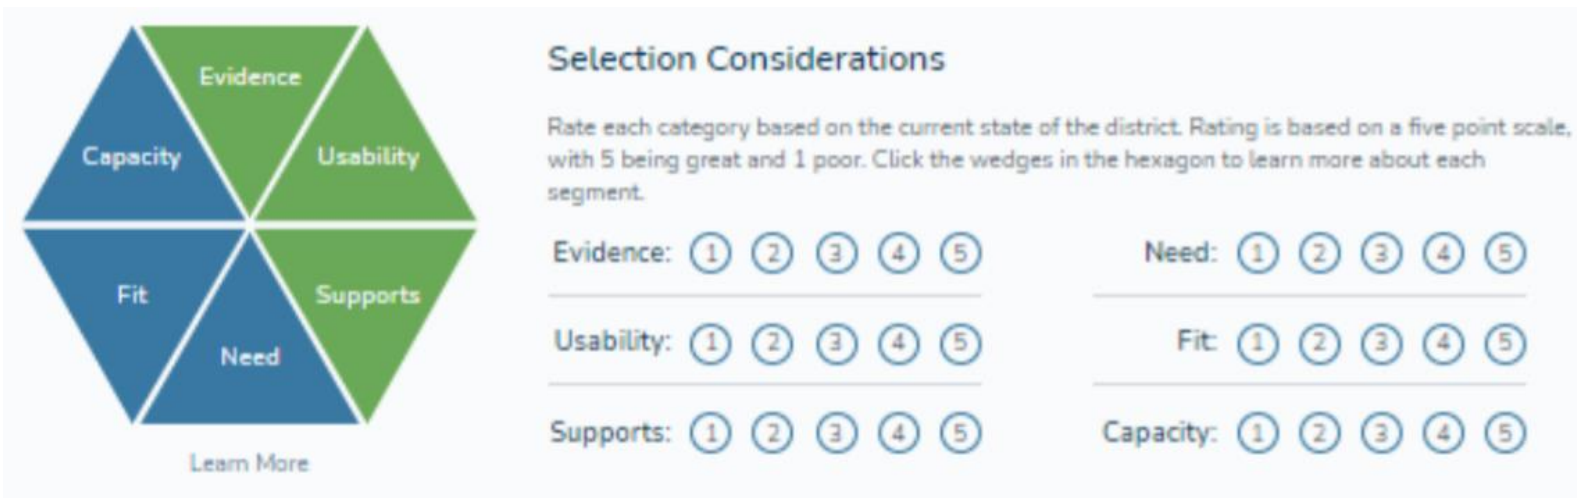 Evidence
Capacity
Usability
Fit
Supports
Need
Learn More
Selection Considerations
Rate each category based on the current state of the district. Rating is based on a five point scale,
with 5 being great and 1 poor. Click the wedges in the hexagon to learn more about each
segment.
Evidence: 1 2 3 4 5
Need: 1 2 3 4 5
Usability: 1 2 3 4 5
Fit: 1 2 3 4 5
Supports: 1 2 3 4 5
Capacity: 1 2 3 4 5